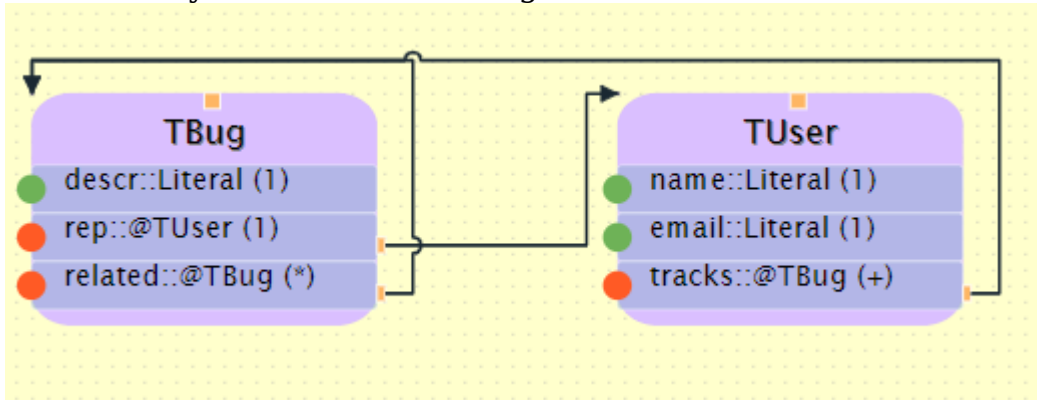 TBug
descr::Literal (1)
rep::@TUser (1)
related::@TBug (*)
TUser
name::Literal (1)
email::Literal (1)
tracks::@TBug (+)